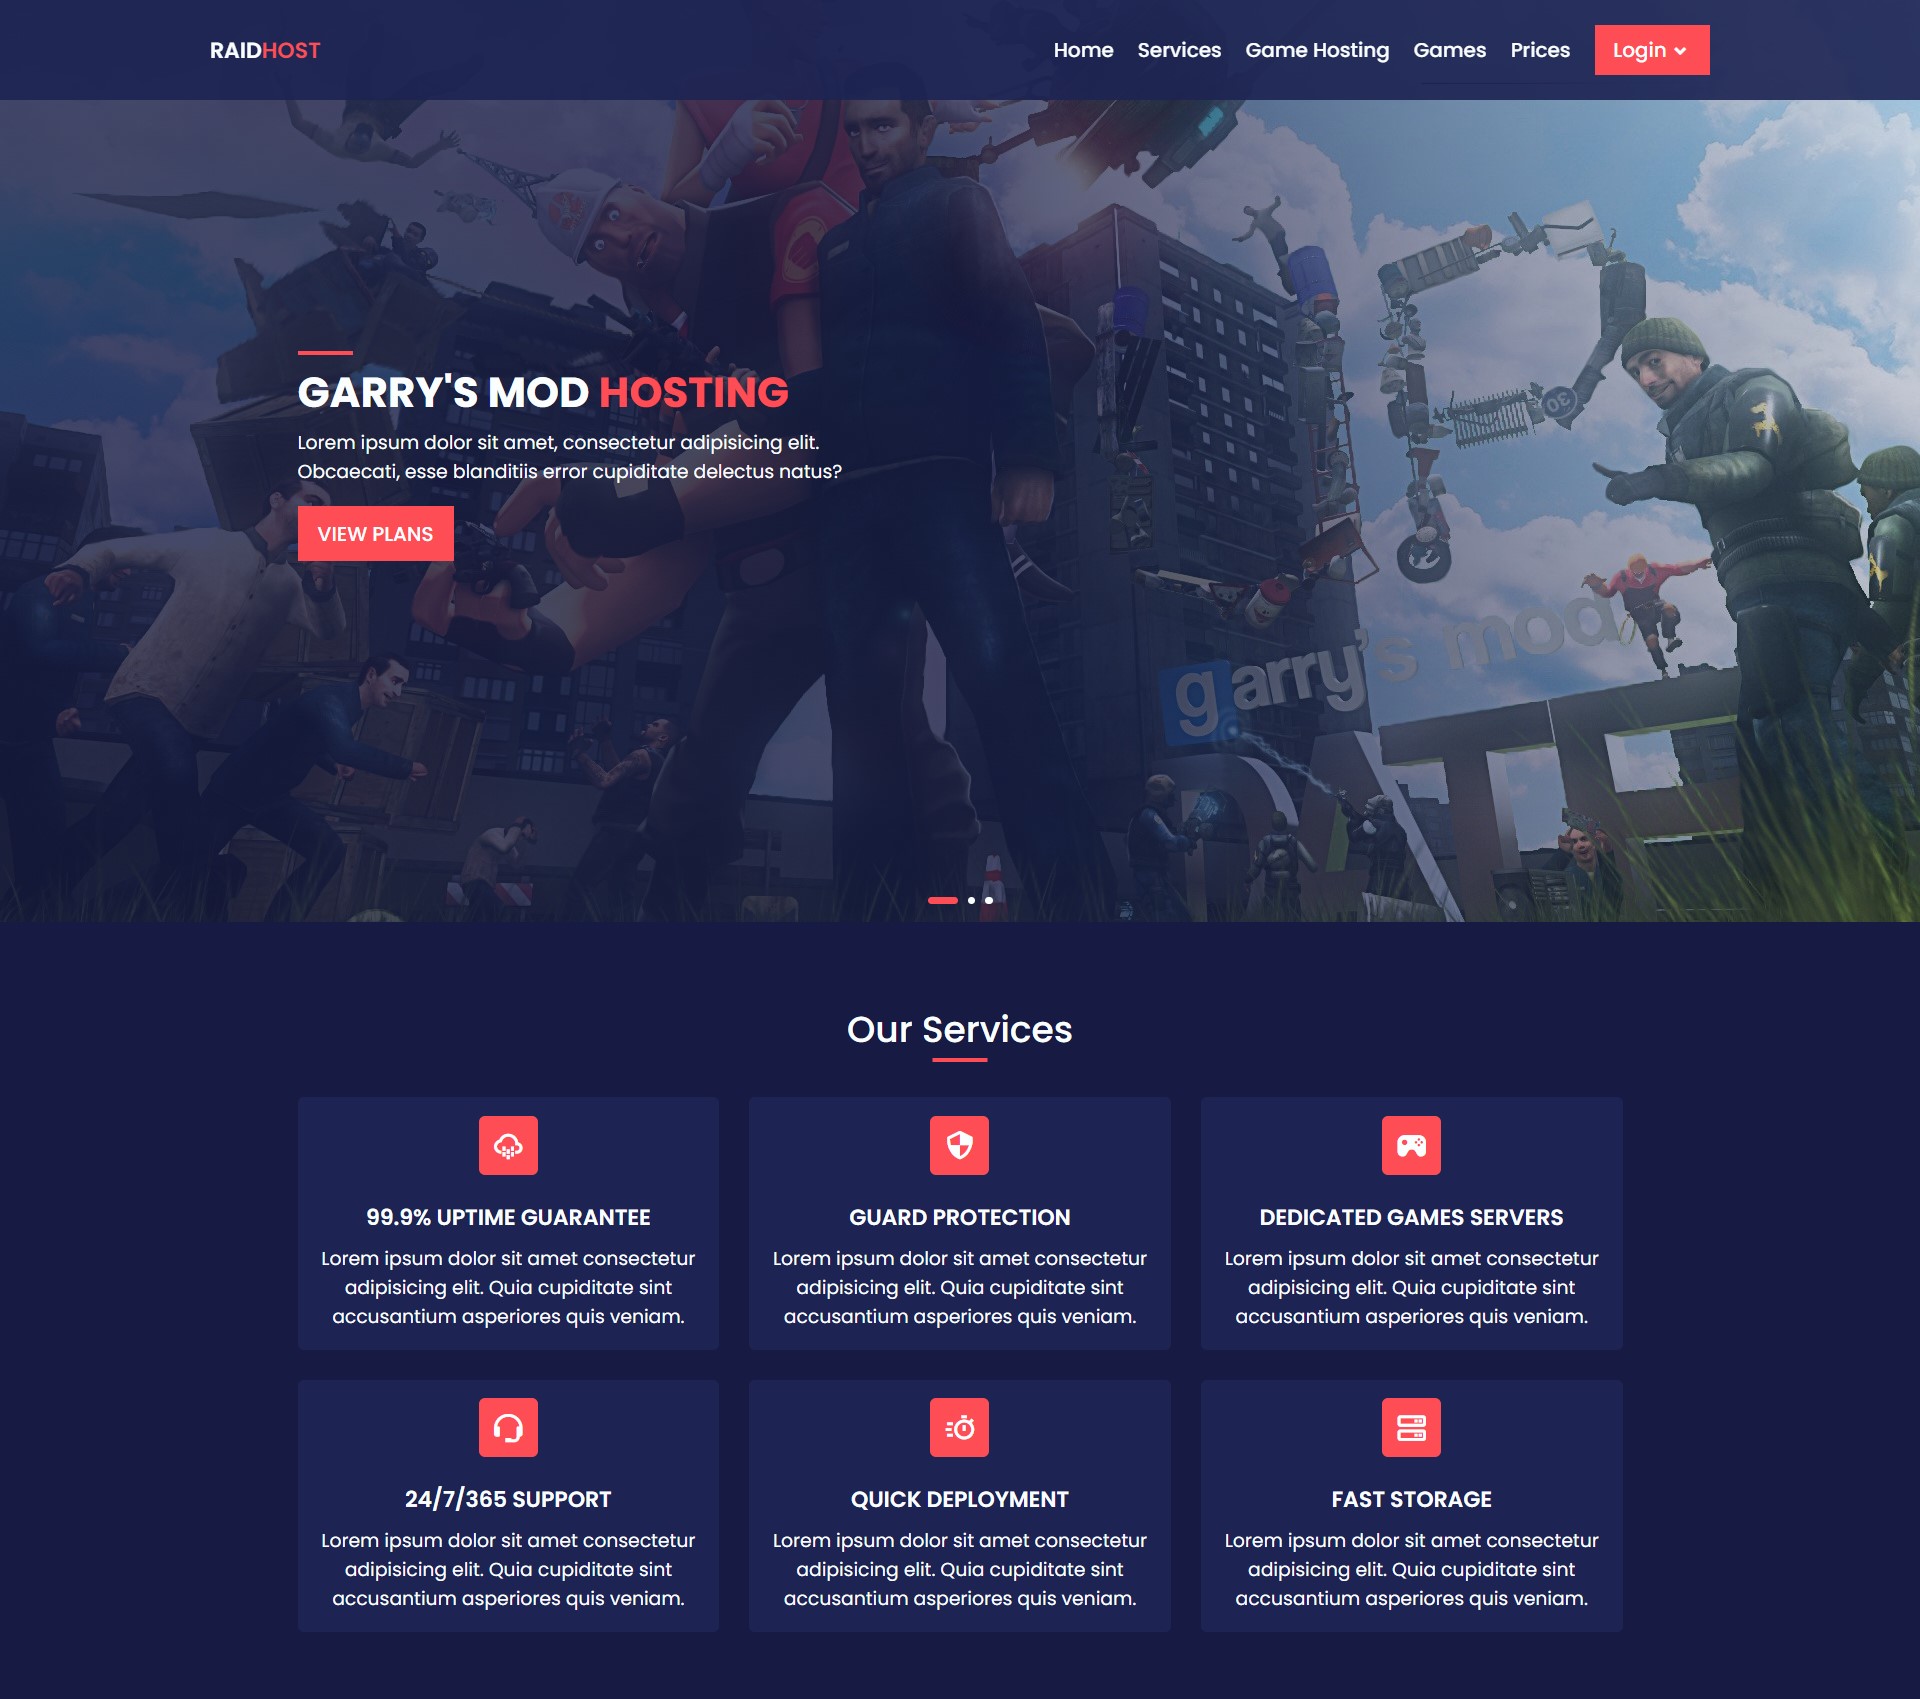 RAIDHOST
Home Services Game Hosting Games Prices Login
GARRY'S MOD HOSTING
Lorem ipsum dolor sit amet, consectetur adipisicing elit.
Obcaecati, esse blanditiis error cupiditate delectus natus?
VIEW PLANS
garry's mod
Our Services
99.9% UPTIME GUARANTEE
Lorem ipsum dolor sit amet consectetur
adipisicing elit. Quia cupiditate sint
accusantium asperiores quis veniam.
GUARD PROTECTION
Lorem ipsum dolor sit amet consectetur
adipisicing elit. Quia cupiditate sint
accusantium asperiores quis veniam.
DEDICATED GAMES SERVERS
Lorem ipsum dolor sit amet consectetur
adipisicing elit. Quia cupiditate sint
accusantium asperiores quis veniam.
24/7/365 SUPPORT
Lorem ipsum dolor sit amet consectetur
adipisicing elit. Quia cupiditate sint
accusantium asperiores quis veniam.
QUICK DEPLOYMENT
Lorem ipsum dolor sit amet consectetur
adipisicing elit. Quia cupiditate sint
accusantium asperiores quis veniam.
FAST STORAGE
Lorem ipsum dolor sit amet consectetur
adipisicing elit. Quia cupiditate sint
accusantium asperiores quis veniam.